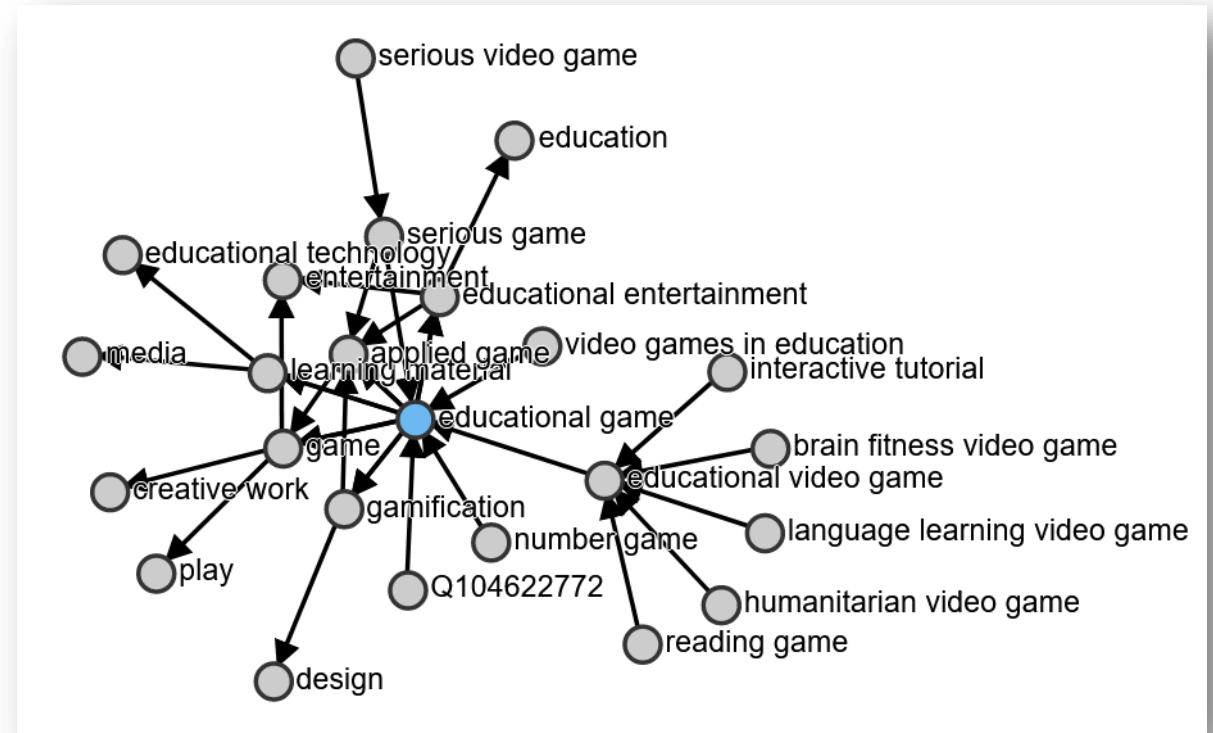 serious video game
education
serious game
educational technology
entertainment
educational entertainment
video games in education
media
applied game
learning material
interactive tutorial
educational game
game
brain fitness video game
educational video game
creative work
gamification
language learning video game
number game
play
Q104622772
humanitarian video game
reading game
design